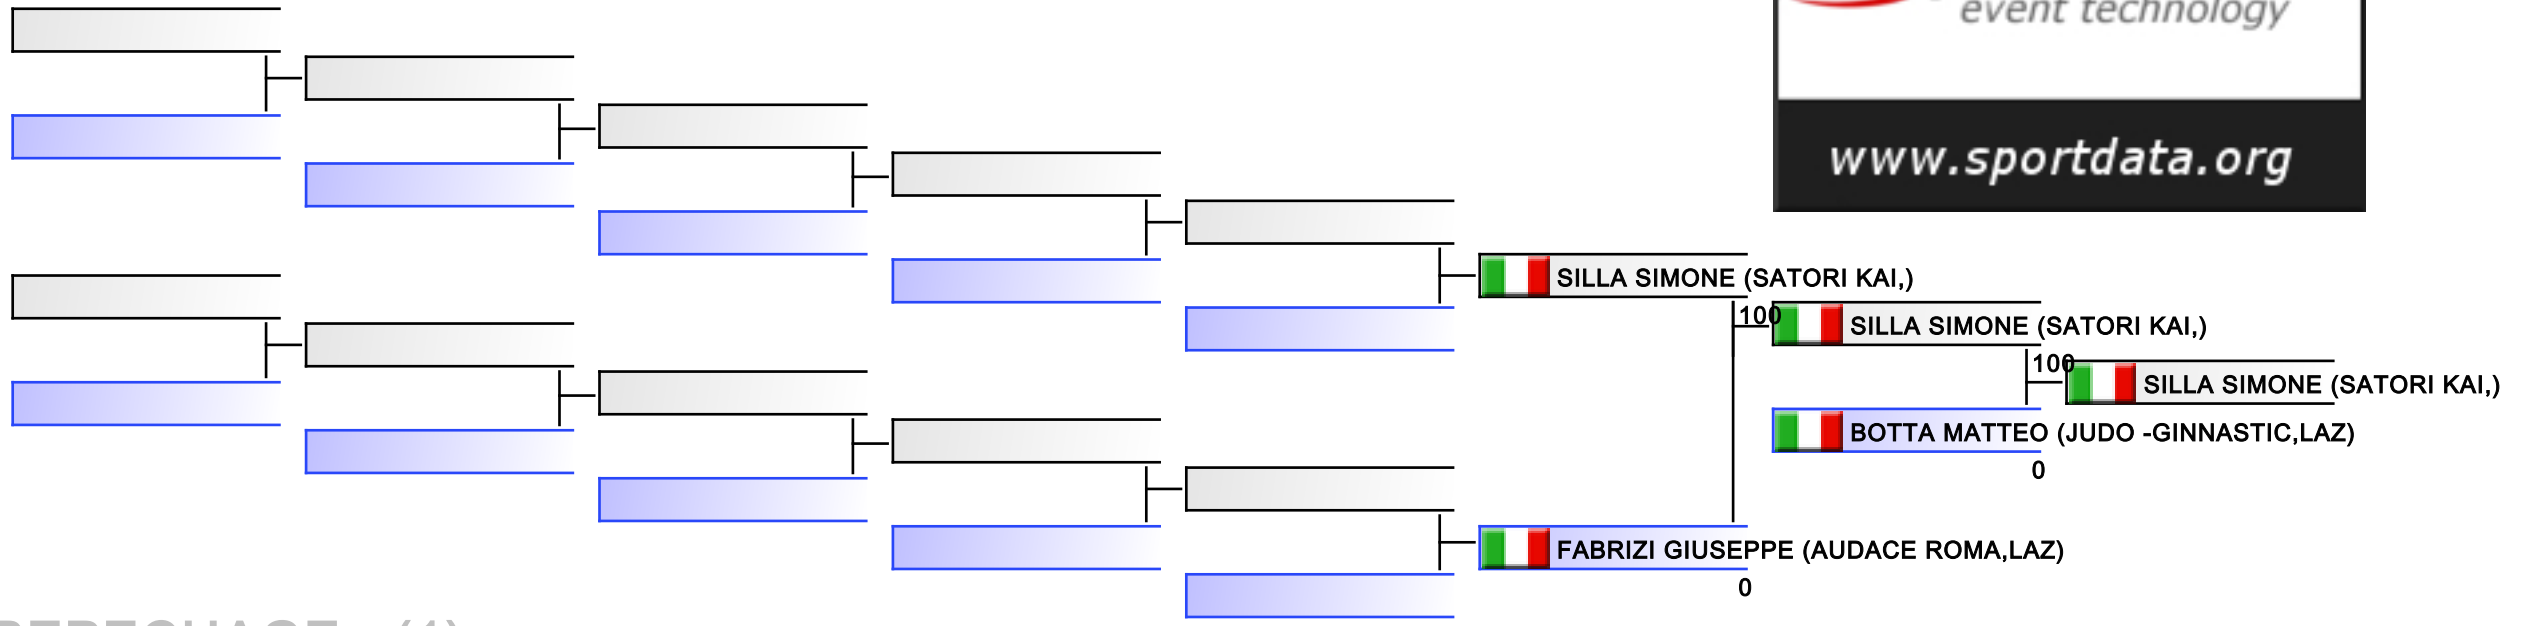 event technology
www.sportdata.org
SILLA SIMONE (SATORI KAI,)
100
SILLA SIMONE (SATORI KAI,)
100
SILLA SIMONE (SATORI KAI,)
BOTTA MATTEO (JUDO -GINNASTIC,LAZ)
0
FABRIZI GIUSEPPE (AUDACE ROMA,LAZ)
0